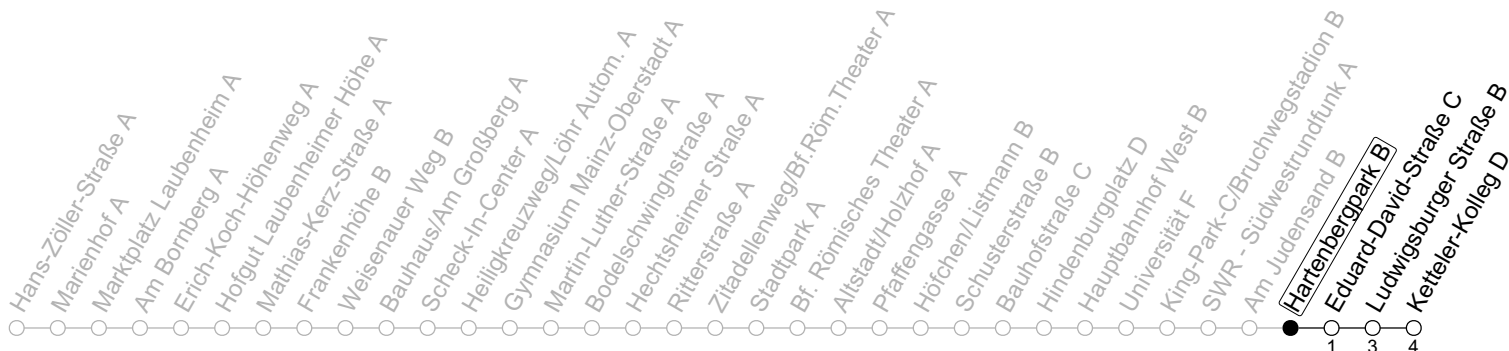 Hans-Zöller-Straße A
Marienhof A
Marktplatz Laubenheim A
Am Bornberg A
Erich-Koch-Höhenweg A
Hofgut Laubenheimer Höhe A
Mathias-Kerz-Straße A
Frankenhöhe B
Weisenauer Weg B
Bauhaus/Am Großberg A
Scheck-In-Center A
Heiligkreuzweg/Löhr Autom. A
Gymnasium Mainz-Oberstadt A
Martin-Luther-Straße A
Bodelschwinghstraße A
Hechtsheimer Straße A
Ritterstraße A
Zitadellenweg/Bf.Röm.Theater A
Stadtpark A
Bf. Römisches Theater A
Altstadt/Holzhof A
Pfaffengasse A
Höfchen/Listmann B
Schusterstraße B
Bauhofstraße C
Hindenburgplatz D
Hauptbahnhof West B
Universität F
King-Park-C/Bruchwegstadion B
SWR - Südwestrundfunk A
Am Judensand B
Hartenbergpark B
Eduard-David-Straße C
Ludwigsburger Straße B
Ketteler-Kolleg D
1 3 4